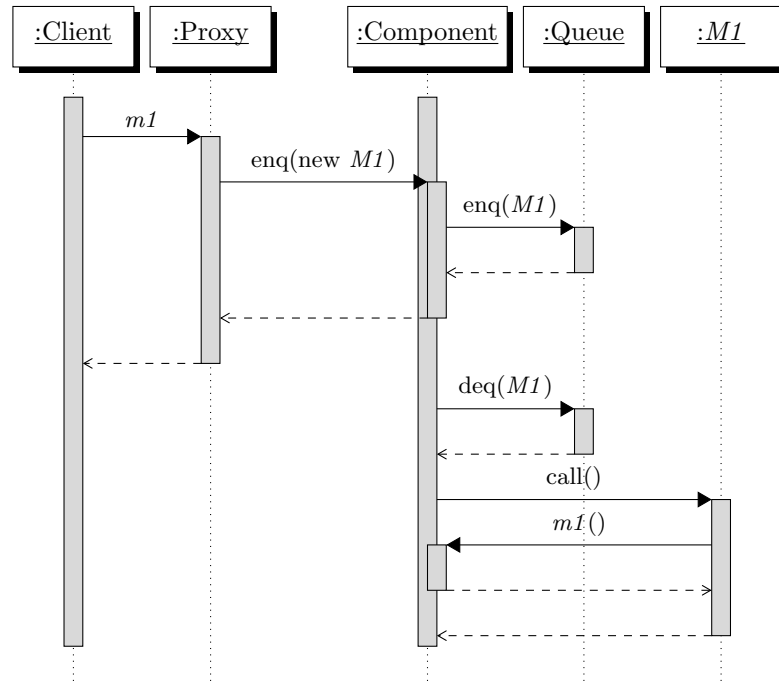 :Client :Proxy :Component :Queue :M1
m1
enq(new M1)
enq(M1)
deq(M1)
call()
m1()